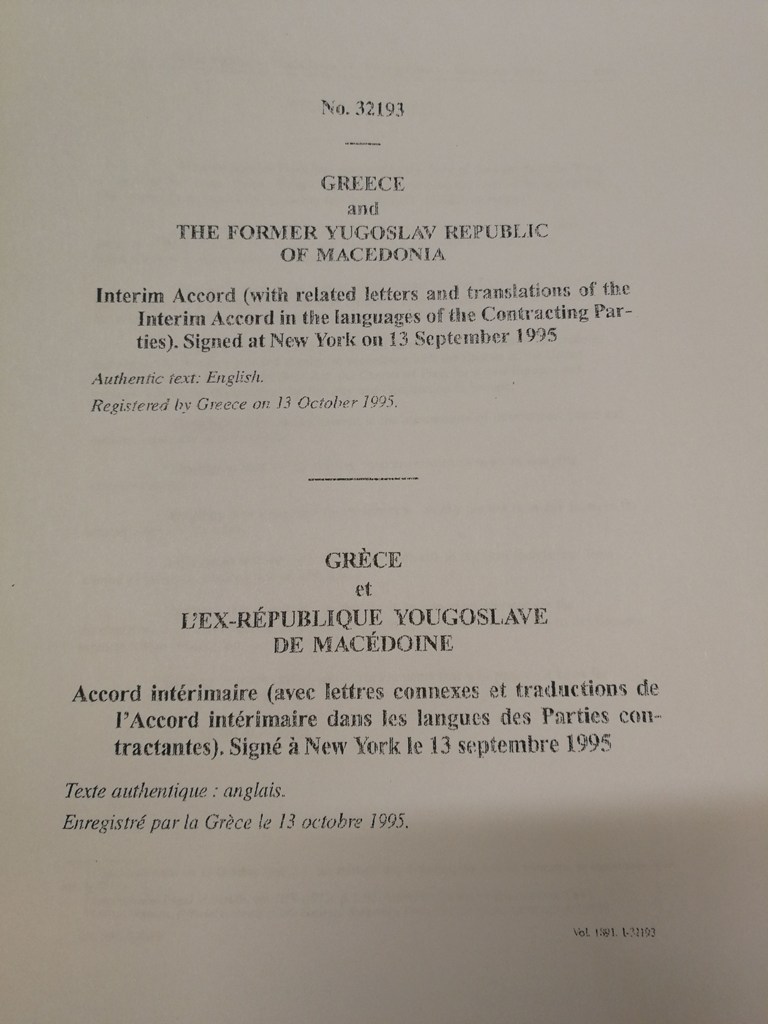 No. 32193
GREECE
and
THE FORMER YUGOSLAV REPUBLIC
OF MACEDONIA
Interim Accord (with related letters and translations of the
Interim Accord in the languages of the Contracting Par-
ties). Signed at New York on 13 September 1995
Authentic text: English.
Registered by Greece on 13 October 1995.
GRÈCE
et
L'EX-RÉPUBLIQUE YOUGOSLAVE
DE MACÉDOINE
Accord intérimaire (avec lettres connexes et traductions de
l'Accord intérimaire dans les langues des Parties con-
tractantes). Signé à New York le 13 septembre 1995
Texte authentique : anglais.
Enregistré par la Grèce le 13 octobre 1995.
Vol. 1891, I-32193